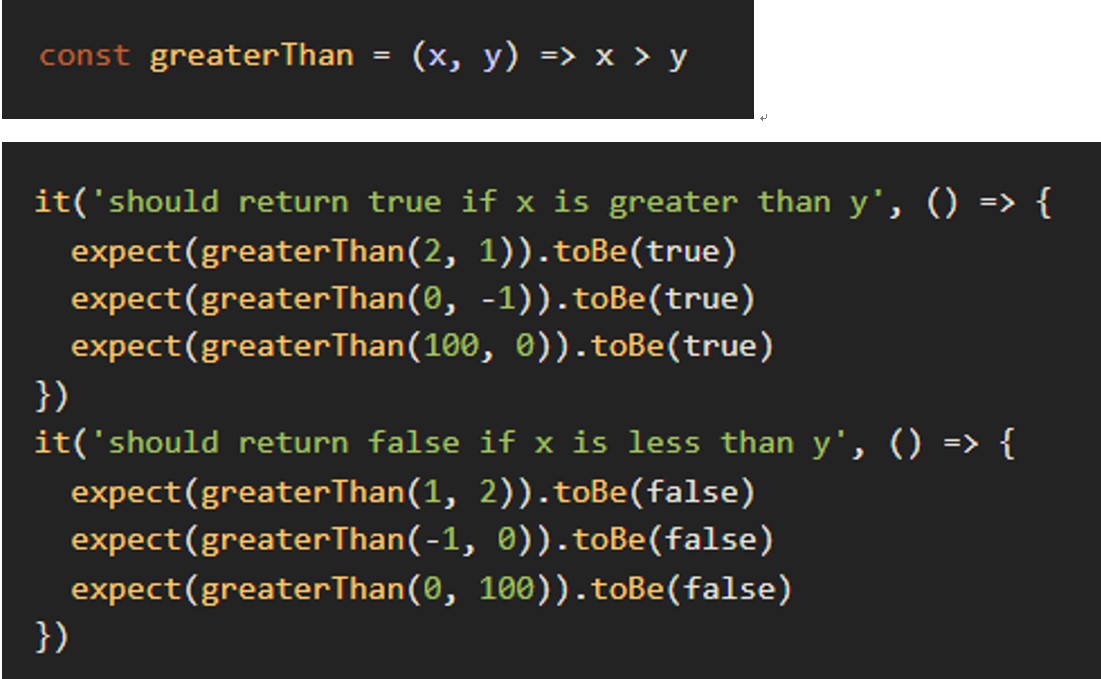 const greaterThan = (x, y) => x > y
it('should return true if x is greater than y', () => {
  expect(greaterThan(2, 1)).toBe(true)
  expect(greaterThan(0, -1)).toBe(true)
  expect(greaterThan(100, 0)).toBe(true)
})
it('should return false if x is less than y', () => {
  expect(greaterThan(1, 2)).toBe(false)
  expect(greaterThan(-1, 0)).toBe(false)
  expect(greaterThan(0, 100)).toBe(false)
})